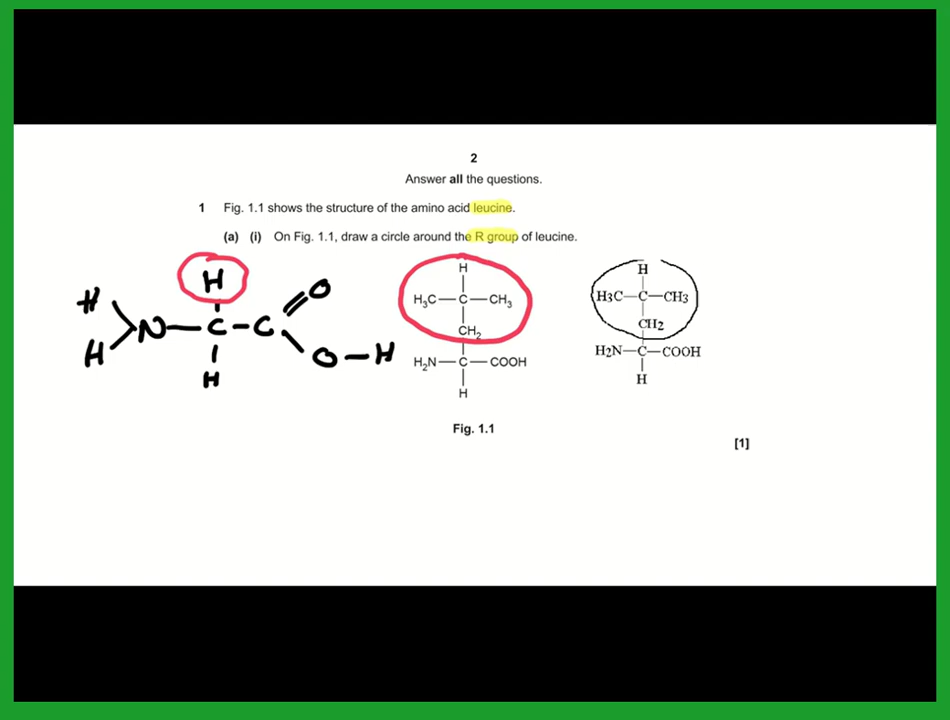 2
Answer all the questions.
1 Fig. 1.1 shows the structure of the amino acid leucine.
(a) (i) On Fig. 1.1, draw a circle around the R group of leucine.
H
H
N—C—C
H
H
O
O—H
H
H₃C—C—CH₃
CH₂
H₂N—C—COOH
H
H
H3C—C—CH3
CH2
H2N—C—COOH
H
Fig. 1.1
[1]